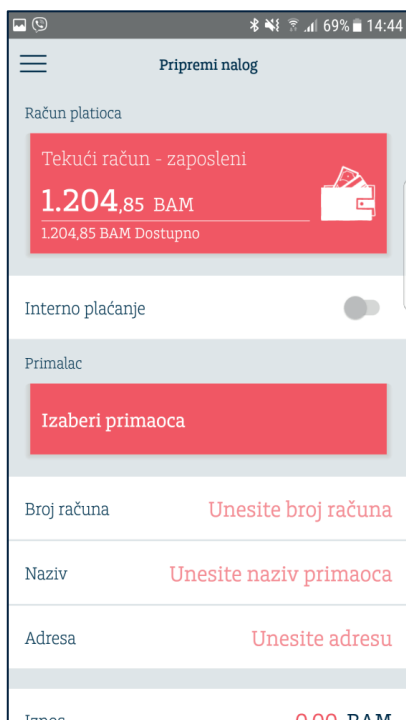 69% 14:44
Pripremi nalog
Račun platioca
Tekući račun - zaposleni
1.204,85 BAM
1.204,85 BAM Dostupno
Interno plaćanje
Primalac
Izaberi primaoca
Broj računa Unesite broj računa
Naziv Unesite naziv primaoca
Adresa Unesite adresu
Iznos 0,00 BAM